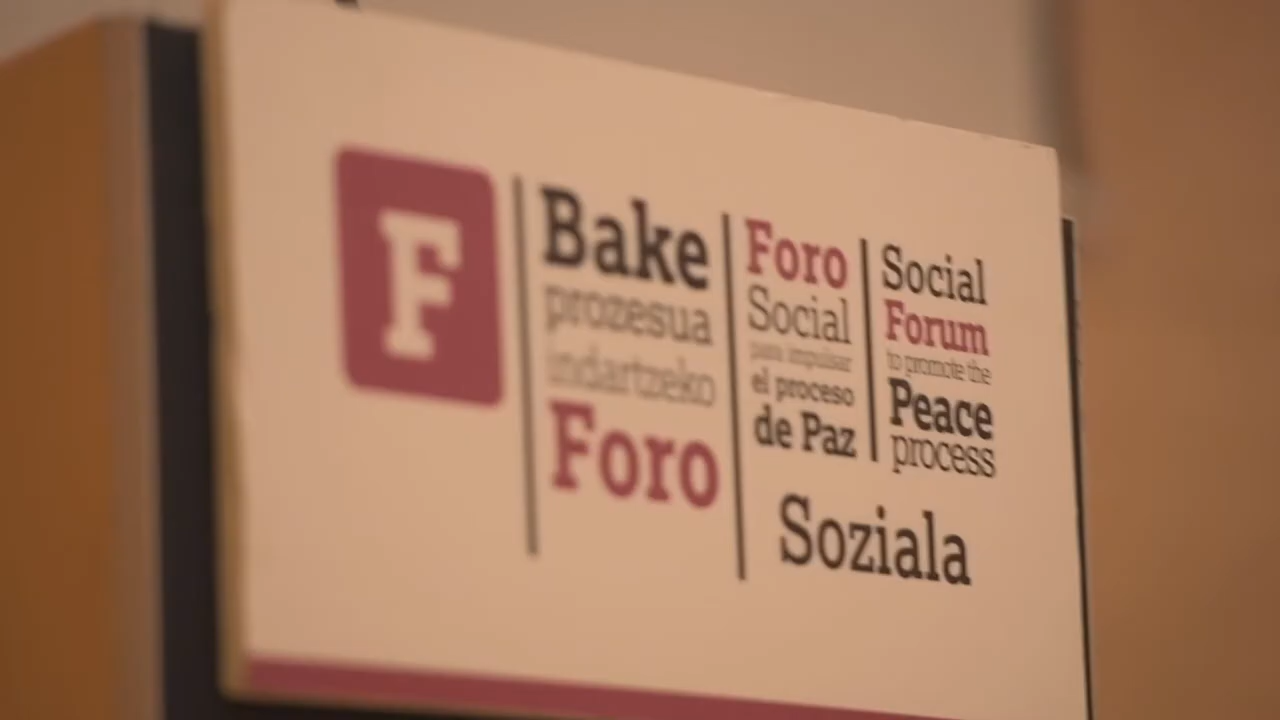 F
Bake
prozesua
indartzeko
Foro
Foro
Social
para impulsar
el proceso
de Paz
Social
Forum
to promote the
Peace
process
Soziala